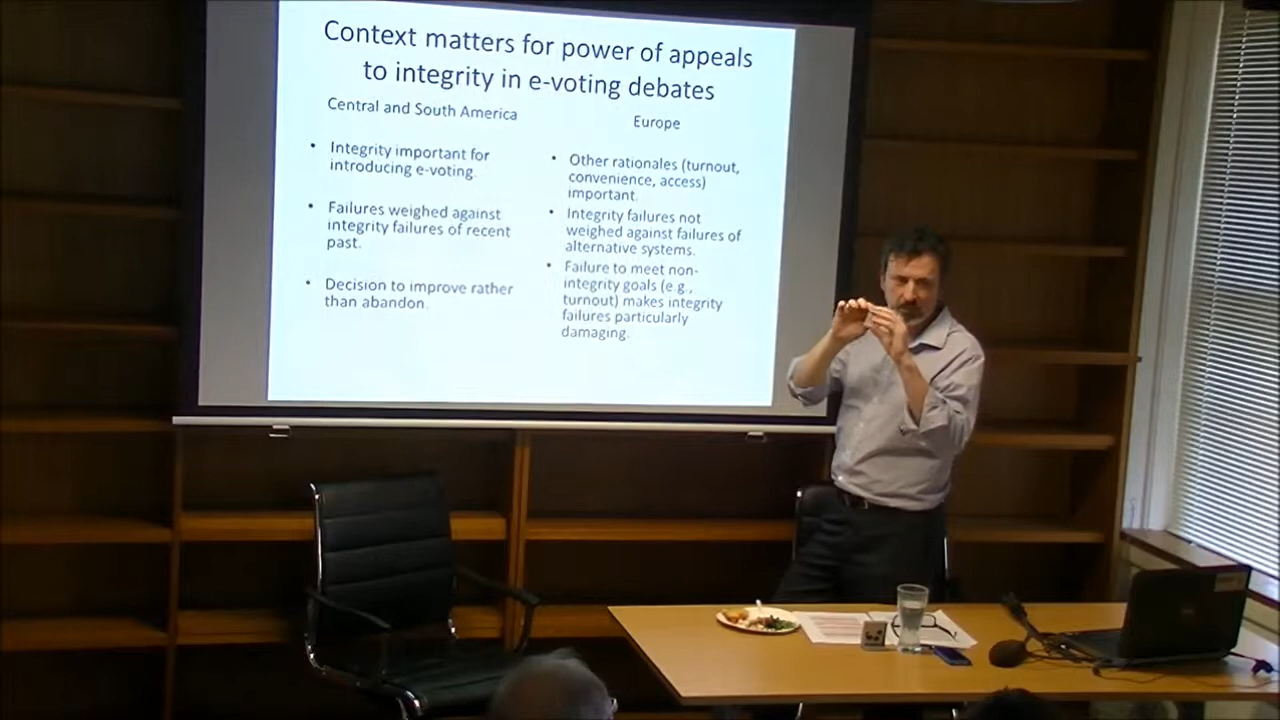 Context matters for power of appeals
to integrity in e-voting debates
Central and South America
• Integrity important for
introducing e-voting.
• Failures weighed against
integrity failures of recent
past.
• Decision to improve rather
than abandon.
Europe
• Other rationales (turnout,
convenience, access)
important.
• Integrity failures not
weighed against failures of
alternative systems.
• Failure to meet non-
integrity goals (e.g.,
turnout) makes integrity
failures particularly
damaging.